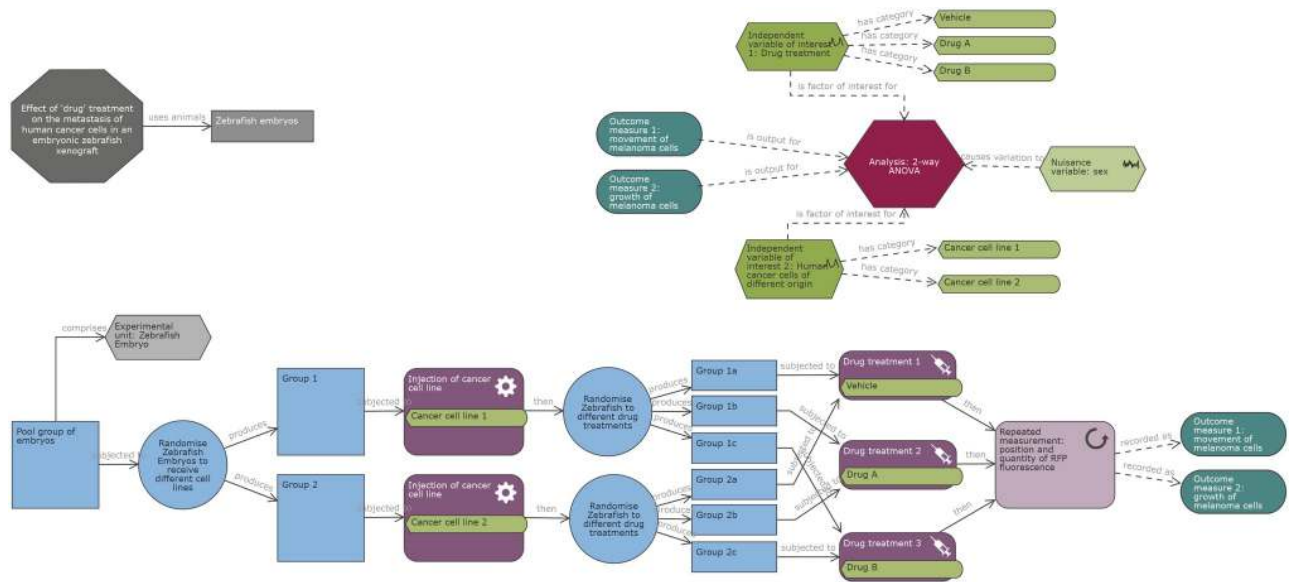 Effect of 'drug' treatment
on the metastasis of
human cancer cells in an
embryonic zebrafish
xenograft
uses animals
Zebrafish embryos
Independent
variable of interest
1: Drug treatment
has category
Vehicle
has category
Drug A
has category
Drug B
is factor of interest for
Outcome
measure 1:
movement of
melanoma cells
is output for
Outcome
measure 2:
growth of
melanoma cells
is output for
Analysis: 2-way
ANOVA
causes variation to
Nuisance
variable: sex
is factor of interest for
Independent
variable of
interest 2: Human
cancer cells of
different origin
has category
Cancer cell line 1
has category
Cancer cell line 2
comprises
Experimental
unit: Zebrafish
Embryo
Pool group of
embryos
subjected to
Randomise
Zebrafish
Embryos to
receive
different cell
lines
produces
produces
Group 1
subjected to
Injection of cancer
cell line
Cancer cell line 1
then
Randomise
Zebrafish to
different drug
treatments
produces
produces
produces
Group 1a
Group 1b
Group 1c
Group 2
subjected to
Injection of cancer
cell line
Cancer cell line 2
then
Randomise
Zebrafish to
different drug
treatments
produces
produces
produces
Group 2a
Group 2b
Group 2c
subjected to
subjected to
subjected to
subjected to
subjected to
subjected to
Drug treatment 1
Vehicle
then
Drug treatment 2
Drug A
then
Drug treatment 3
Drug B
then
Repeated
measurement:
position and
quantity of RFP
fluorescence
recorded as
recorded as
Outcome
measure 1:
movement of
melanoma cells
Outcome
measure 2:
growth of
melanoma cells